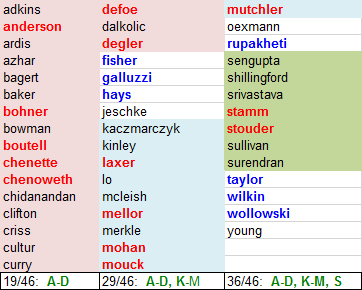 adkins defoe mutchler
anderson dalkolic oexmann
ardis degler rupakheti
azhar fisher sengupta
bagert galluzzi shillingford
baker hays srivastava
bohner jeschke stamm
bowman kaczmarczyk stouder
boutell kinley sullivan
chenette laxer surendran
chenoweth lo taylor
chidanandan mcleish wilkin
clifton mellor wollowski
criss merkle young
cultur mohan
curry mouck
19/46: A-D 29/46: A-D, K-M 36/46: A-D, K-M, S